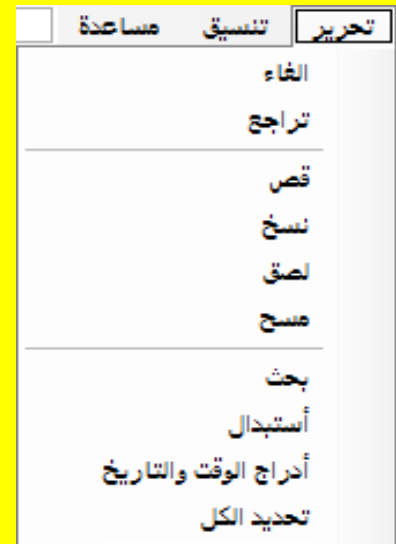 تحرير تنسيق مساعدة
الغاء
تراجع
قص
نسخ
لصق
مسح
بحث
أستبدال
أدراج الوقت والتاريخ
تحديد الكل